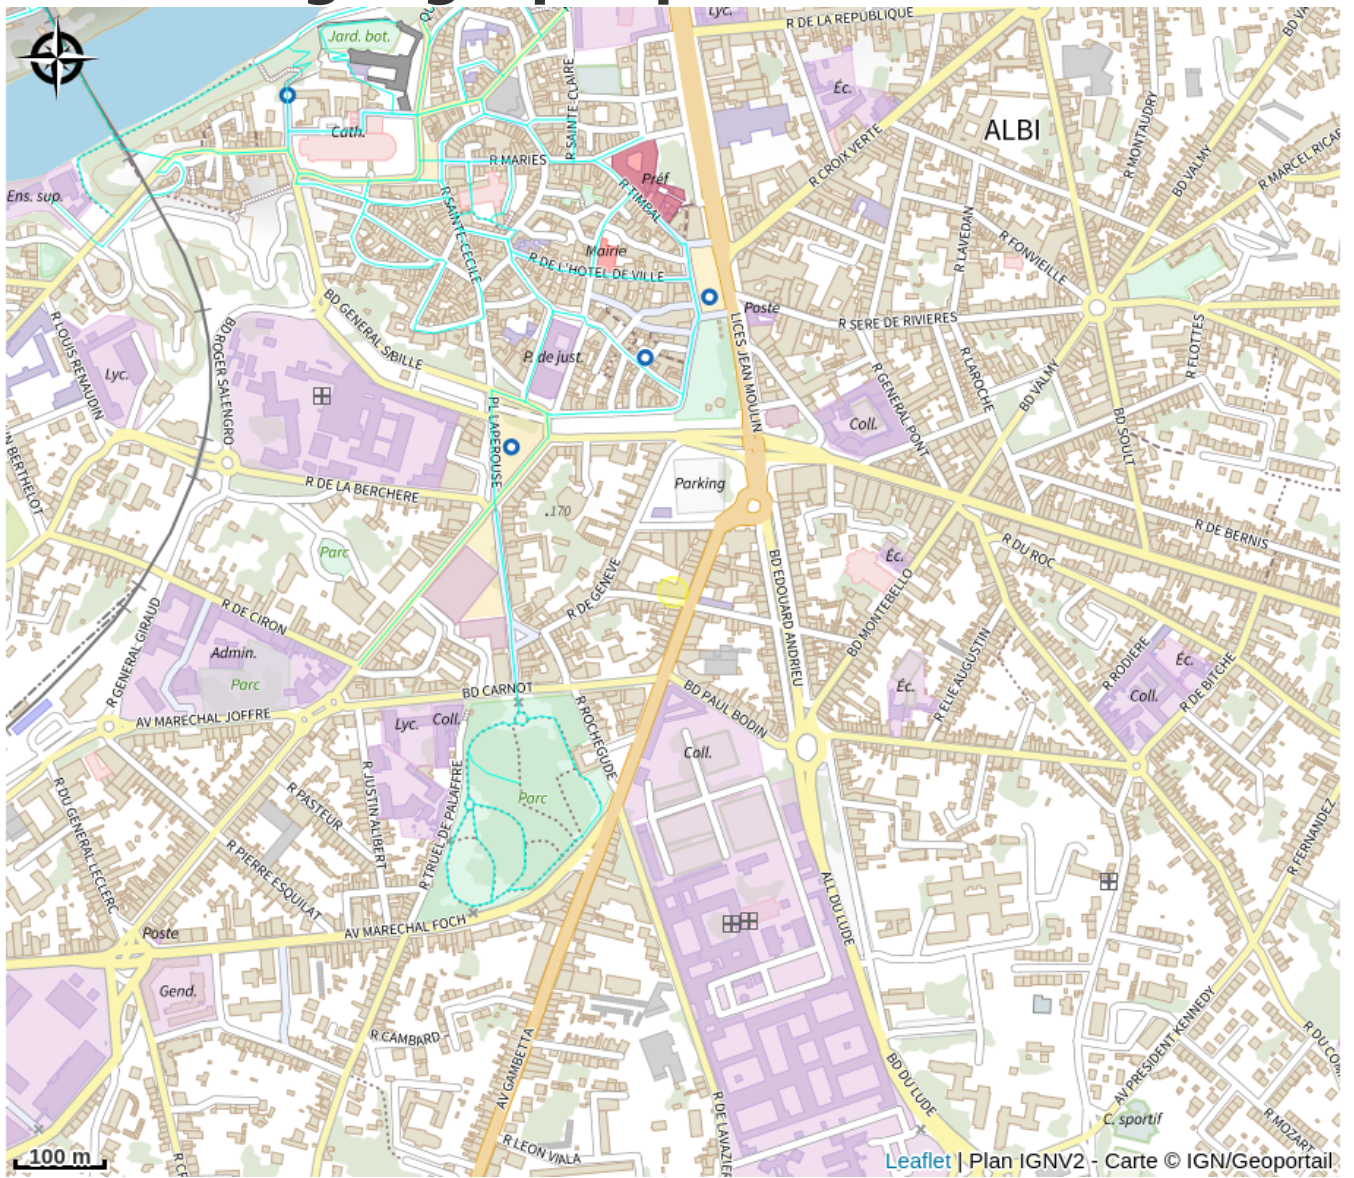 Lyc.
R DE LA REPUBLIQUE
Jard. bot.
Éc.
ALBI
R SAINTE-CLAIRE
R MONTAUDRY
Cath.
R CROIX VERTE
BD VALMY
R MARIES
Préf
R TIMBAL
Ens. sup.
R SAINTE-CECILE
R LAVEDAN
R FONVIEILLE
Mairie
R DE L'HOTEL DE VILLE
BD GENERAL SIBILLE
Poste
R SERE DE RIVIERES
R LOUIS RENAUDIN
BD ROGER SALENGRO
LICES JEAN MOULIN
R FLOTTES
P. de just.
Lyc.
R GENERAL PONT
R LAROCHE
BD VALMY
PL LAPEROUSE
Coll.
BD SOULT
N BERTHELOT
R DE LA BERCHERE
Parking
.170
R DE BERNIS
Parc
R DU ROC
Éc.
BD EDOUARD ANDRIEU
R DE GENEVE
BD MONTEBELLO
R DE CIRON
R GENERAL GIRAUD
Admin.
Parc
R ELIE AUGUSTIN
R RODIERE
Éc.
Coll.
R DE BITCHE
Éc.
BD CARNOT
BD PAUL BODIN
AV MARECHAL JOFFRE
Lyc.
Coll.
R ROCHEGUDE
Coll.
R DU GENERAL LECLERC
R PASTEUR
R JUSTIN ALIBERT
R TRUEL DE PALAFFRE
Parc
R FERNANDEZ
R PIERRE ESQUILAT
ALL DU LUDE
Poste
AV MARECHAL FOCH
Gend.
R CAMBARD
AV GAMBETTA
AV PRESIDENT KENNEDY
BD DU LUDE
C. sportif
R MOZART
R DE LAVAZIER
R LEON VIALA
100 m
Leaflet | Plan IGNV2 - Carte © IGN/Geoportail